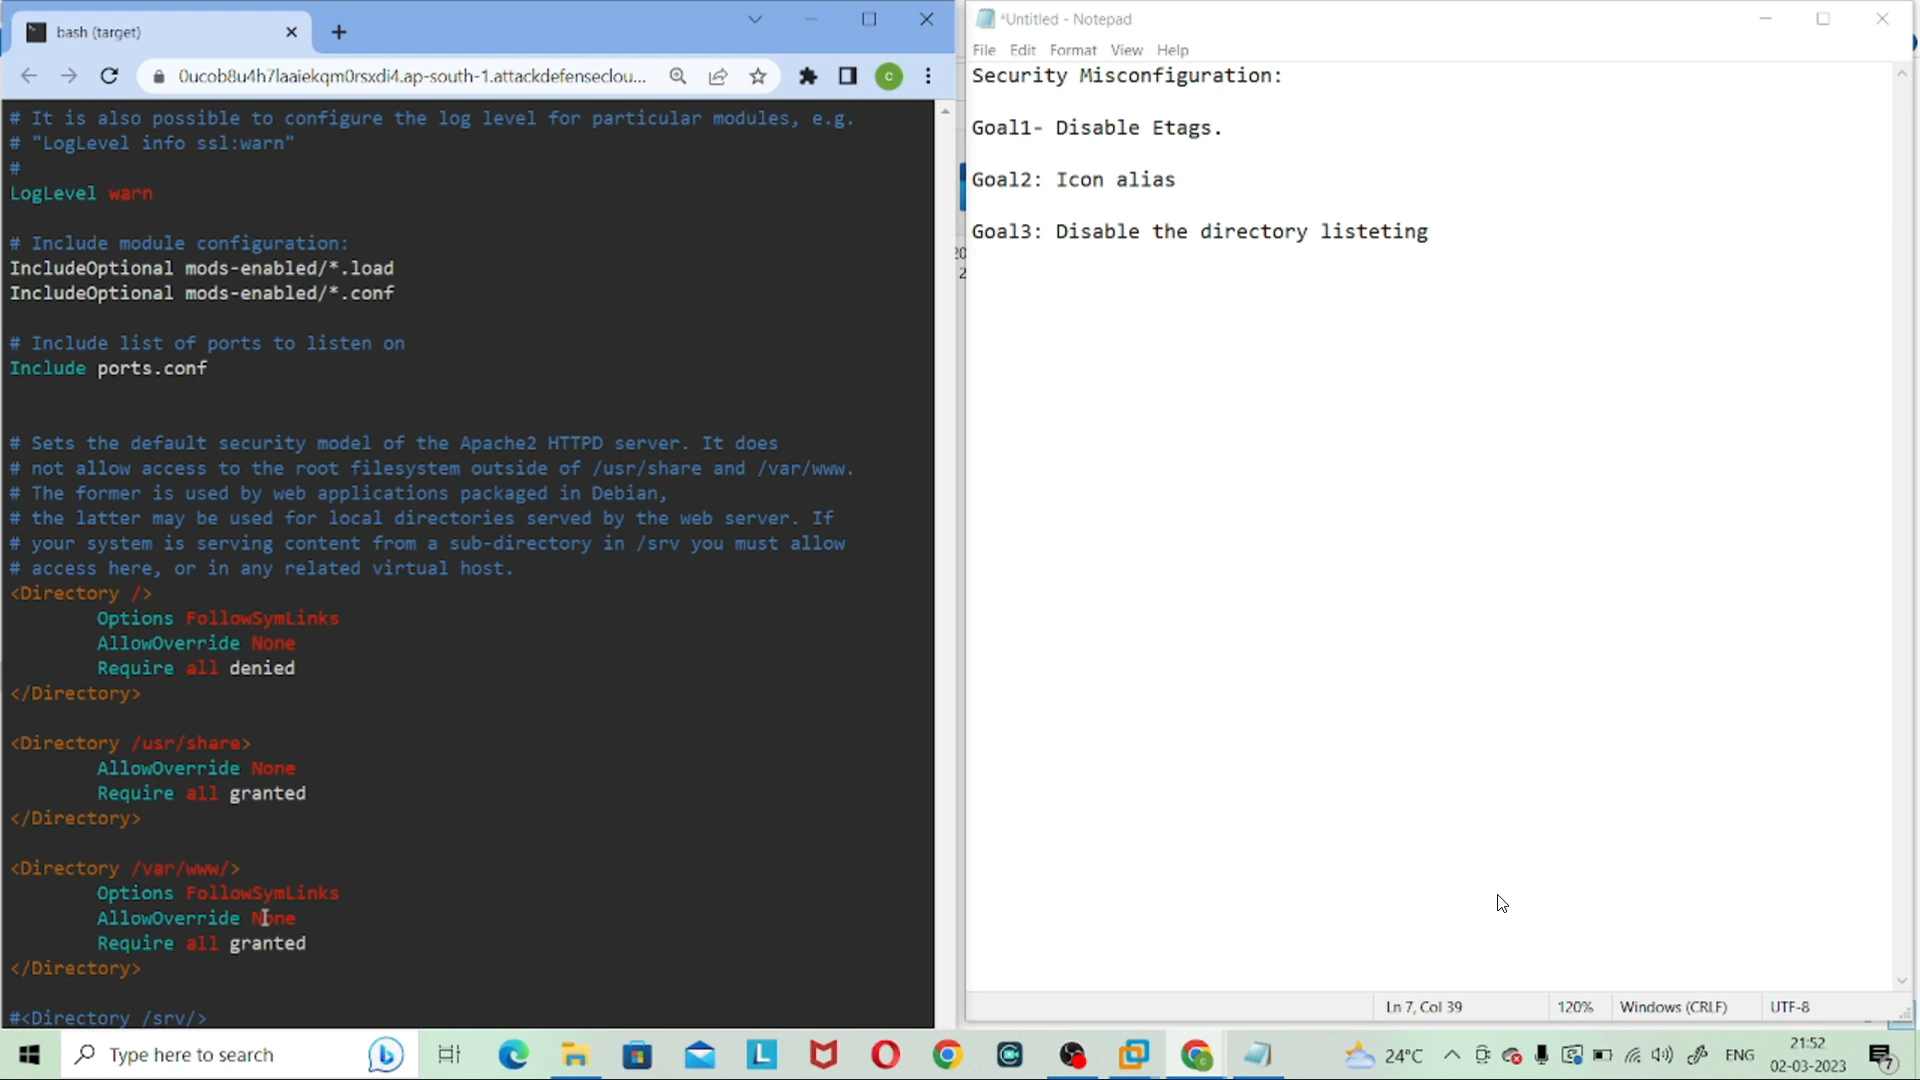 bash (target)
0ucob8u4h7laaiekqm0rsxdi4.ap-south-1.attackdefenseclou...
c
# It is also possible to configure the log level for particular modules, e.g.
# "LogLevel info ssl:warn"
#
LogLevel warn
# Include module configuration:
IncludeOptional mods-enabled/*.load
IncludeOptional mods-enabled/*.conf
# Include list of ports to listen on
Include ports.conf
# Sets the default security model of the Apache2 HTTPD server. It does
# not allow access to the root filesystem outside of /usr/share and /var/www.
# The former is used by web applications packaged in Debian,
# the latter may be used for local directories served by the web server. If
# your system is serving content from a sub-directory in /srv you must allow
# access here, or in any related virtual host.
<Directory />
Options FollowSymLinks
AllowOverride None
Require all denied
</Directory>
<Directory /usr/share>
AllowOverride None
Require all granted
</Directory>
<Directory /var/www/>
Options FollowSymLinks
AllowOverride None
Require all granted
</Directory>
#<Directory /srv/>
*Untitled - Notepad
File Edit Format View Help
Security Misconfiguration:
Goal1- Disable Etags.
Goal2: Icon alias
Goal3: Disable the directory listeting
Ln 7, Col 39
120%
Windows (CRLF)
UTF-8
Type here to search
24°C
ENG
21:52
02-03-2023
7